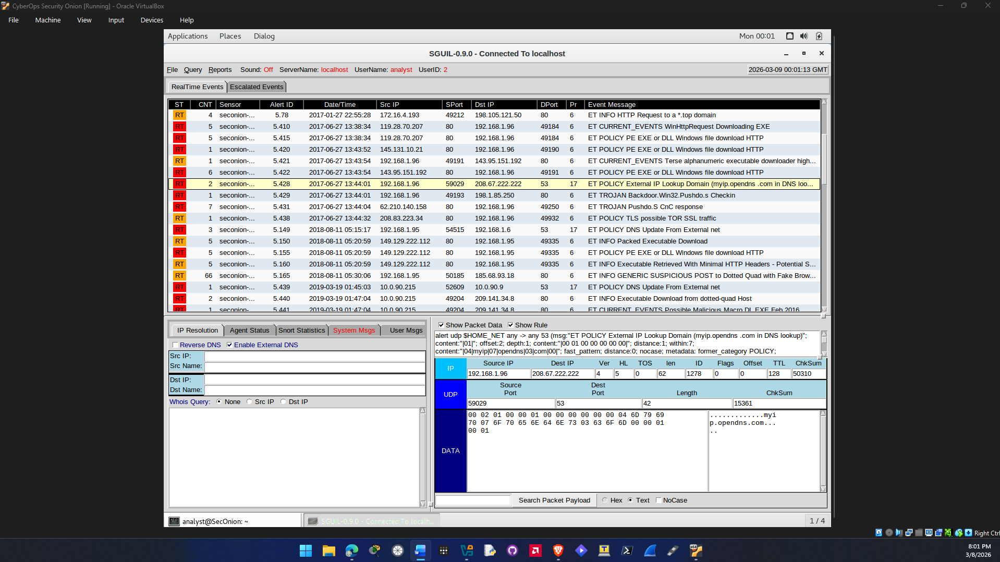 CyberOps Security Onion [Running] - Oracle VirtualBox
File Machine View Input Devices Help
Applications Places Dialog Mon 00:01
SGUIL-0.9.0 - Connected To localhost
File Query Reports Sound: Off ServerName: localhost UserName: analyst UserID: 2 2026-03-09 00:01:13 GMT
RealTime Events Escalated Events
ST CNT Sensor Alert ID Date/Time Src IP SPort Dst IP DPort Pr Event Message
RT 4 seconion-... 5.78 2017-01-27 22:55:28 172.16.4.193 49212 198.105.121.50 80 6 ET INFO HTTP Request to a *.top domain
RT 5 seconion-... 5.410 2017-06-27 13:38:34 119.28.70.207 80 192.168.1.96 49184 6 ET CURRENT_EVENTS WinHttpRequest Downloading EXE
RT 5 seconion-... 5.415 2017-06-27 13:38:34 119.28.70.207 80 192.168.1.96 49184 6 ET POLICY PE EXE or DLL Windows file download HTTP
RT 1 seconion-... 5.420 2017-06-27 13:43:52 145.131.10.21 80 192.168.1.96 49190 6 ET POLICY PE EXE or DLL Windows file download HTTP
RT 1 seconion-... 5.421 2017-06-27 13:43:54 192.168.1.96 49191 143.95.151.192 80 6 ET CURRENT_EVENTS Terse alphanumeric executable downloader high...
RT 6 seconion-... 5.422 2017-06-27 13:43:54 143.95.151.192 80 192.168.1.96 49191 6 ET POLICY PE EXE or DLL Windows file download HTTP
RT 2 seconion-... 5.428 2017-06-27 13:44:01 192.168.1.96 59029 208.67.222.222 53 17 ET POLICY External IP Lookup Domain (myip.opendns .com in DNS loo...
RT 1 seconion-... 5.429 2017-06-27 13:44:01 192.168.1.96 49193 198.1.85.250 80 6 ET TROJAN Backdoor.Win32.Pushdo.s Checkin
RT 7 seconion-... 5.431 2017-06-27 13:44:04 62.210.140.158 80 192.168.1.96 49250 6 ET TROJAN Pushdo.S CnC response
RT 1 seconion-... 5.438 2017-06-27 13:44:32 208.83.223.34 80 192.168.1.96 49932 6 ET POLICY TLS possible TOR SSL traffic
RT 3 seconion-... 5.149 2018-08-11 05:15:17 192.168.1.95 54515 192.168.1.6 53 17 ET POLICY DNS Update From External net
RT 5 seconion-... 5.150 2018-08-11 05:20:59 149.129.222.112 80 192.168.1.95 49335 6 ET INFO Packed Executable Download
RT 5 seconion-... 5.155 2018-08-11 05:20:59 149.129.222.112 80 192.168.1.95 49335 6 ET POLICY PE EXE or DLL Windows file download HTTP
RT 5 seconion-... 5.160 2018-08-11 05:20:59 149.129.222.112 80 192.168.1.95 49335 6 ET INFO Executable Retrieved With Minimal HTTP Headers - Potential S...
RT 66 seconion-... 5.165 2018-08-11 05:30:06 192.168.1.95 50185 185.68.93.18 80 6 ET INFO GENERIC SUSPICIOUS POST to Dotted Quad with Fake Brow...
RT 1 seconion-... 5.439 2019-03-19 01:45:03 10.0.90.215 52609 10.0.90.9 53 17 ET POLICY DNS Update From External net
RT 2 seconion-... 5.440 2019-03-19 01:47:04 10.0.90.215 49204 209.141.34.8 80 6 ET INFO Executable Download from dotted-quad Host
RT 1 seconion-... 5.441 2019-03-19 01:47:04 10.0.90.215 49204 209.141.34.8 80 6 ET CURRENT_EVENTS Possible Malicious Macro DL EXE Feb 2016
IP Resolution Agent Status Snort Statistics System Msgs User Msgs
Reverse DNS Enable External DNS
Src IP:
Src Name:
Dst IP:
Dst Name:
Whois Query: None Src IP Dst IP
Show Packet Data Show Rule
alert udp $HOME_NET any -> any 53 (msg:"ET POLICY External IP Lookup Domain (myip.opendns .com in DNS lookup)";
content:"|01|"; offset:2; depth:1; content:"|00 01 00 00 00 00 00|"; distance:1; within:7;
content:"|04|myip|07|opendns|03|com|00|"; fast_pattern; distance:0; nocase; metadata: former_category POLICY;
IP Source IP Dest IP Ver HL TOS len ID Flags Offset TTL ChkSum
192.168.1.96 208.67.222.222 4 5 0 62 1278 0 0 128 50310
UDP Source Port Dest Port Length ChkSum
59029 53 42 15361
DATA
00 02 01 00 00 01 00 00 00 00 00 00 04 6D 79 69 .............myi
70 07 6F 70 65 6E 64 6E 73 03 63 6F 6D 00 00 01 p.opendns.com...
00 01 ..
Search Packet Payload Hex Text NoCase
analyst@SecOnion: ~ SGUIL-0.9.0 - Connected To localh... 1 / 4
Right Ctrl
8:01 PM
3/8/2026